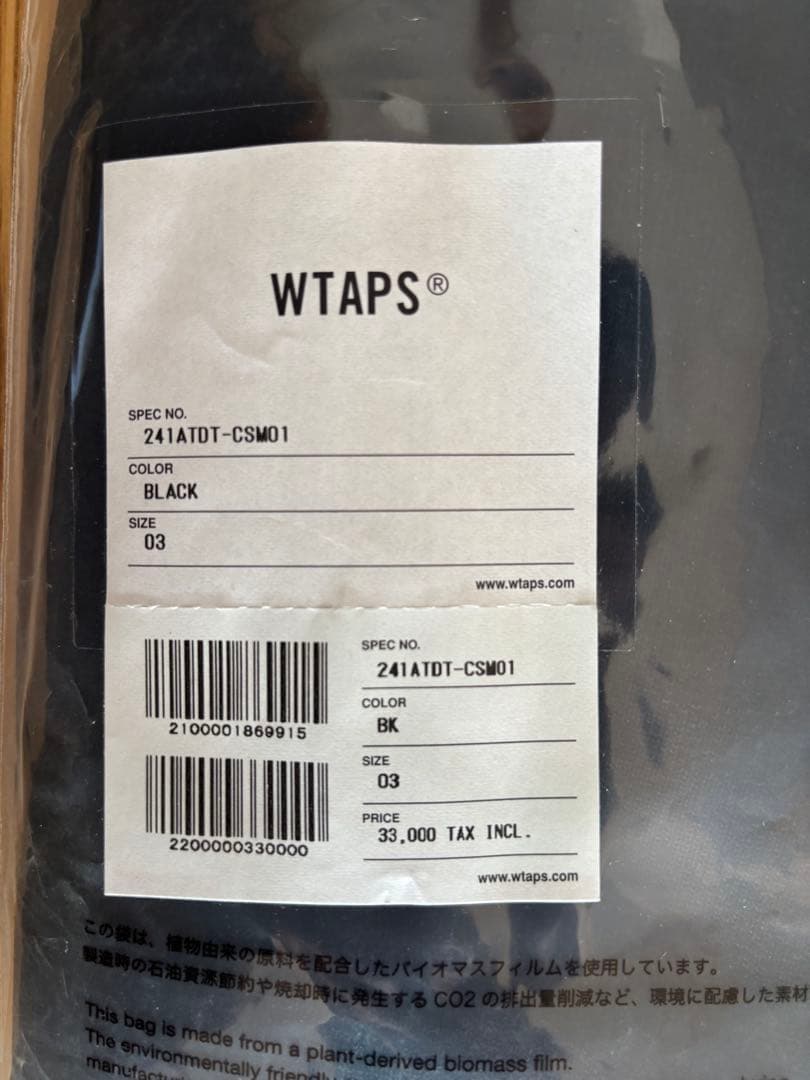 WTAPS®
SPEC NO.
241ATDT-CSM01
COLOR
BLACK
SIZE
03
www.wtaps.com
2100001869915
2200000330000
SPEC NO.
241ATDT-CSM01
COLOR
BK
SIZE
03
PRICE
33,000 TAX INCL.
www.wtaps.com
この袋は、植物由来の原料を配合したバイオマスフィルムを使用しています。
製造時の石油資源節約や焼却時に発生する CO2 の排出量削減など、環境に配慮した素材
This bag is made from a plant-derived biomass film.
The environmentally friendly